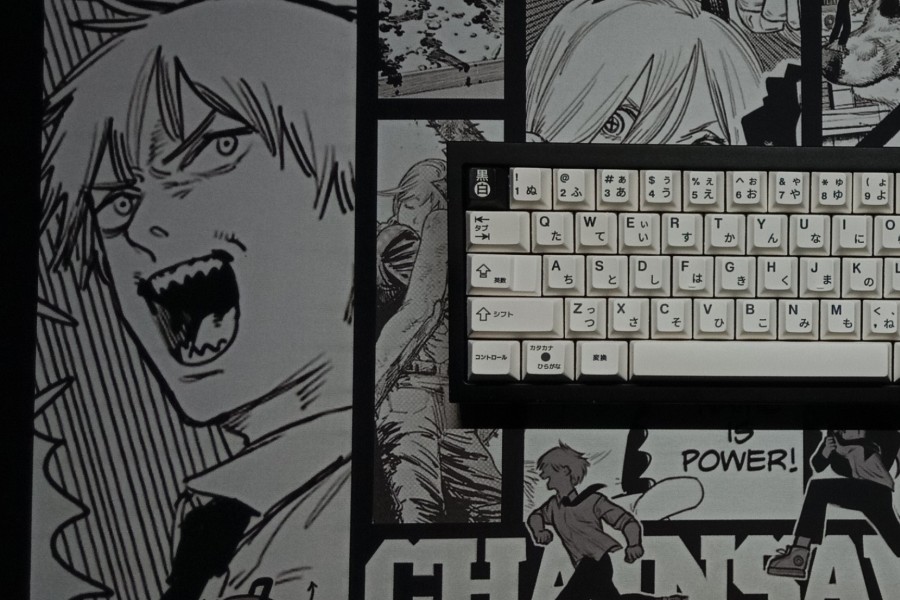 黒
白
! 1 ぬ
@ 2 ふ
# ぁ 3 あ
$ ぅ 4 う
% ぇ 5 え
^ ぉ 6 お
& ゃ 7 や
* ゅ 8 ゆ
( ょ 9 よ
タブ
Q た
W て
E ぃ い
R す
T か
Y ん
U な
I に
O
英数
A ち
S と
D し
F は
G き
H く
J ま
K の
L
シフト
Z っ つ
X さ
C そ
V ひ
B こ
N み
M も
< 、 , ね
コントロール
カタカナ
ひらがな
変換
IS
POWER!
CHAINSAW